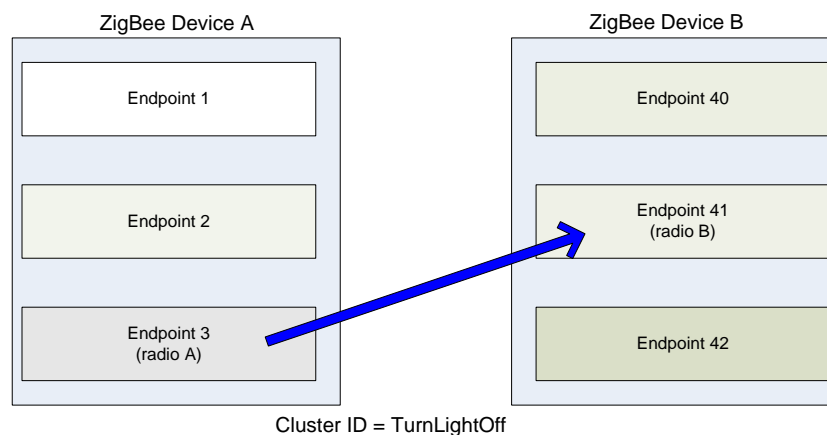 ZigBee Device A
ZigBee Device B
Endpoint 1
Endpoint 2
Endpoint 3
(radio A)
Endpoint 40
Endpoint 41
(radio B)
Endpoint 42
Cluster ID = TurnLightOff